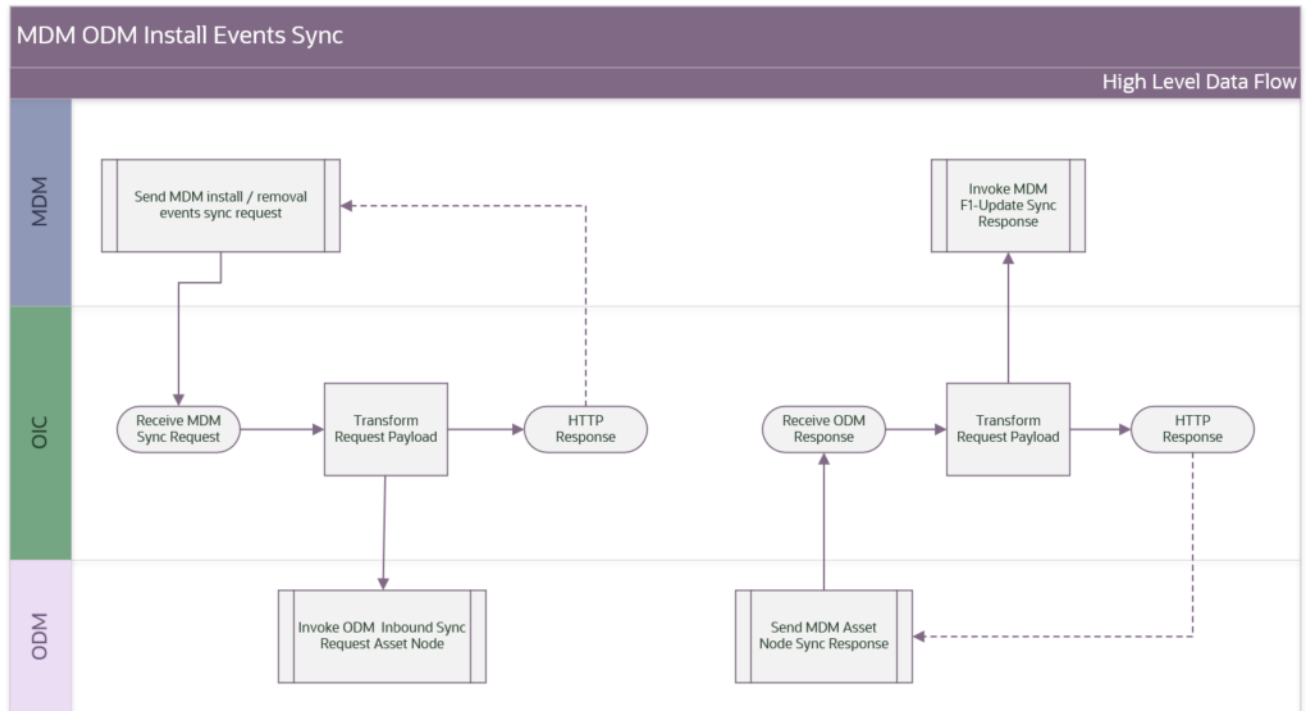 MDM ODM Install Events Sync
High Level Data Flow
MDM
Send MDM install / removal
events sync request
Invoke MDM
F1-Update Sync
Response
OIC
Receive MDM
Sync Request
Transform
Request Payload
HTTP
Response
Receive ODM
Response
Transform
Request Payload
HTTP
Response
ODM
Invoke ODM Inbound Sync
Request Asset Node
Send MDM Asset
Node Sync Response